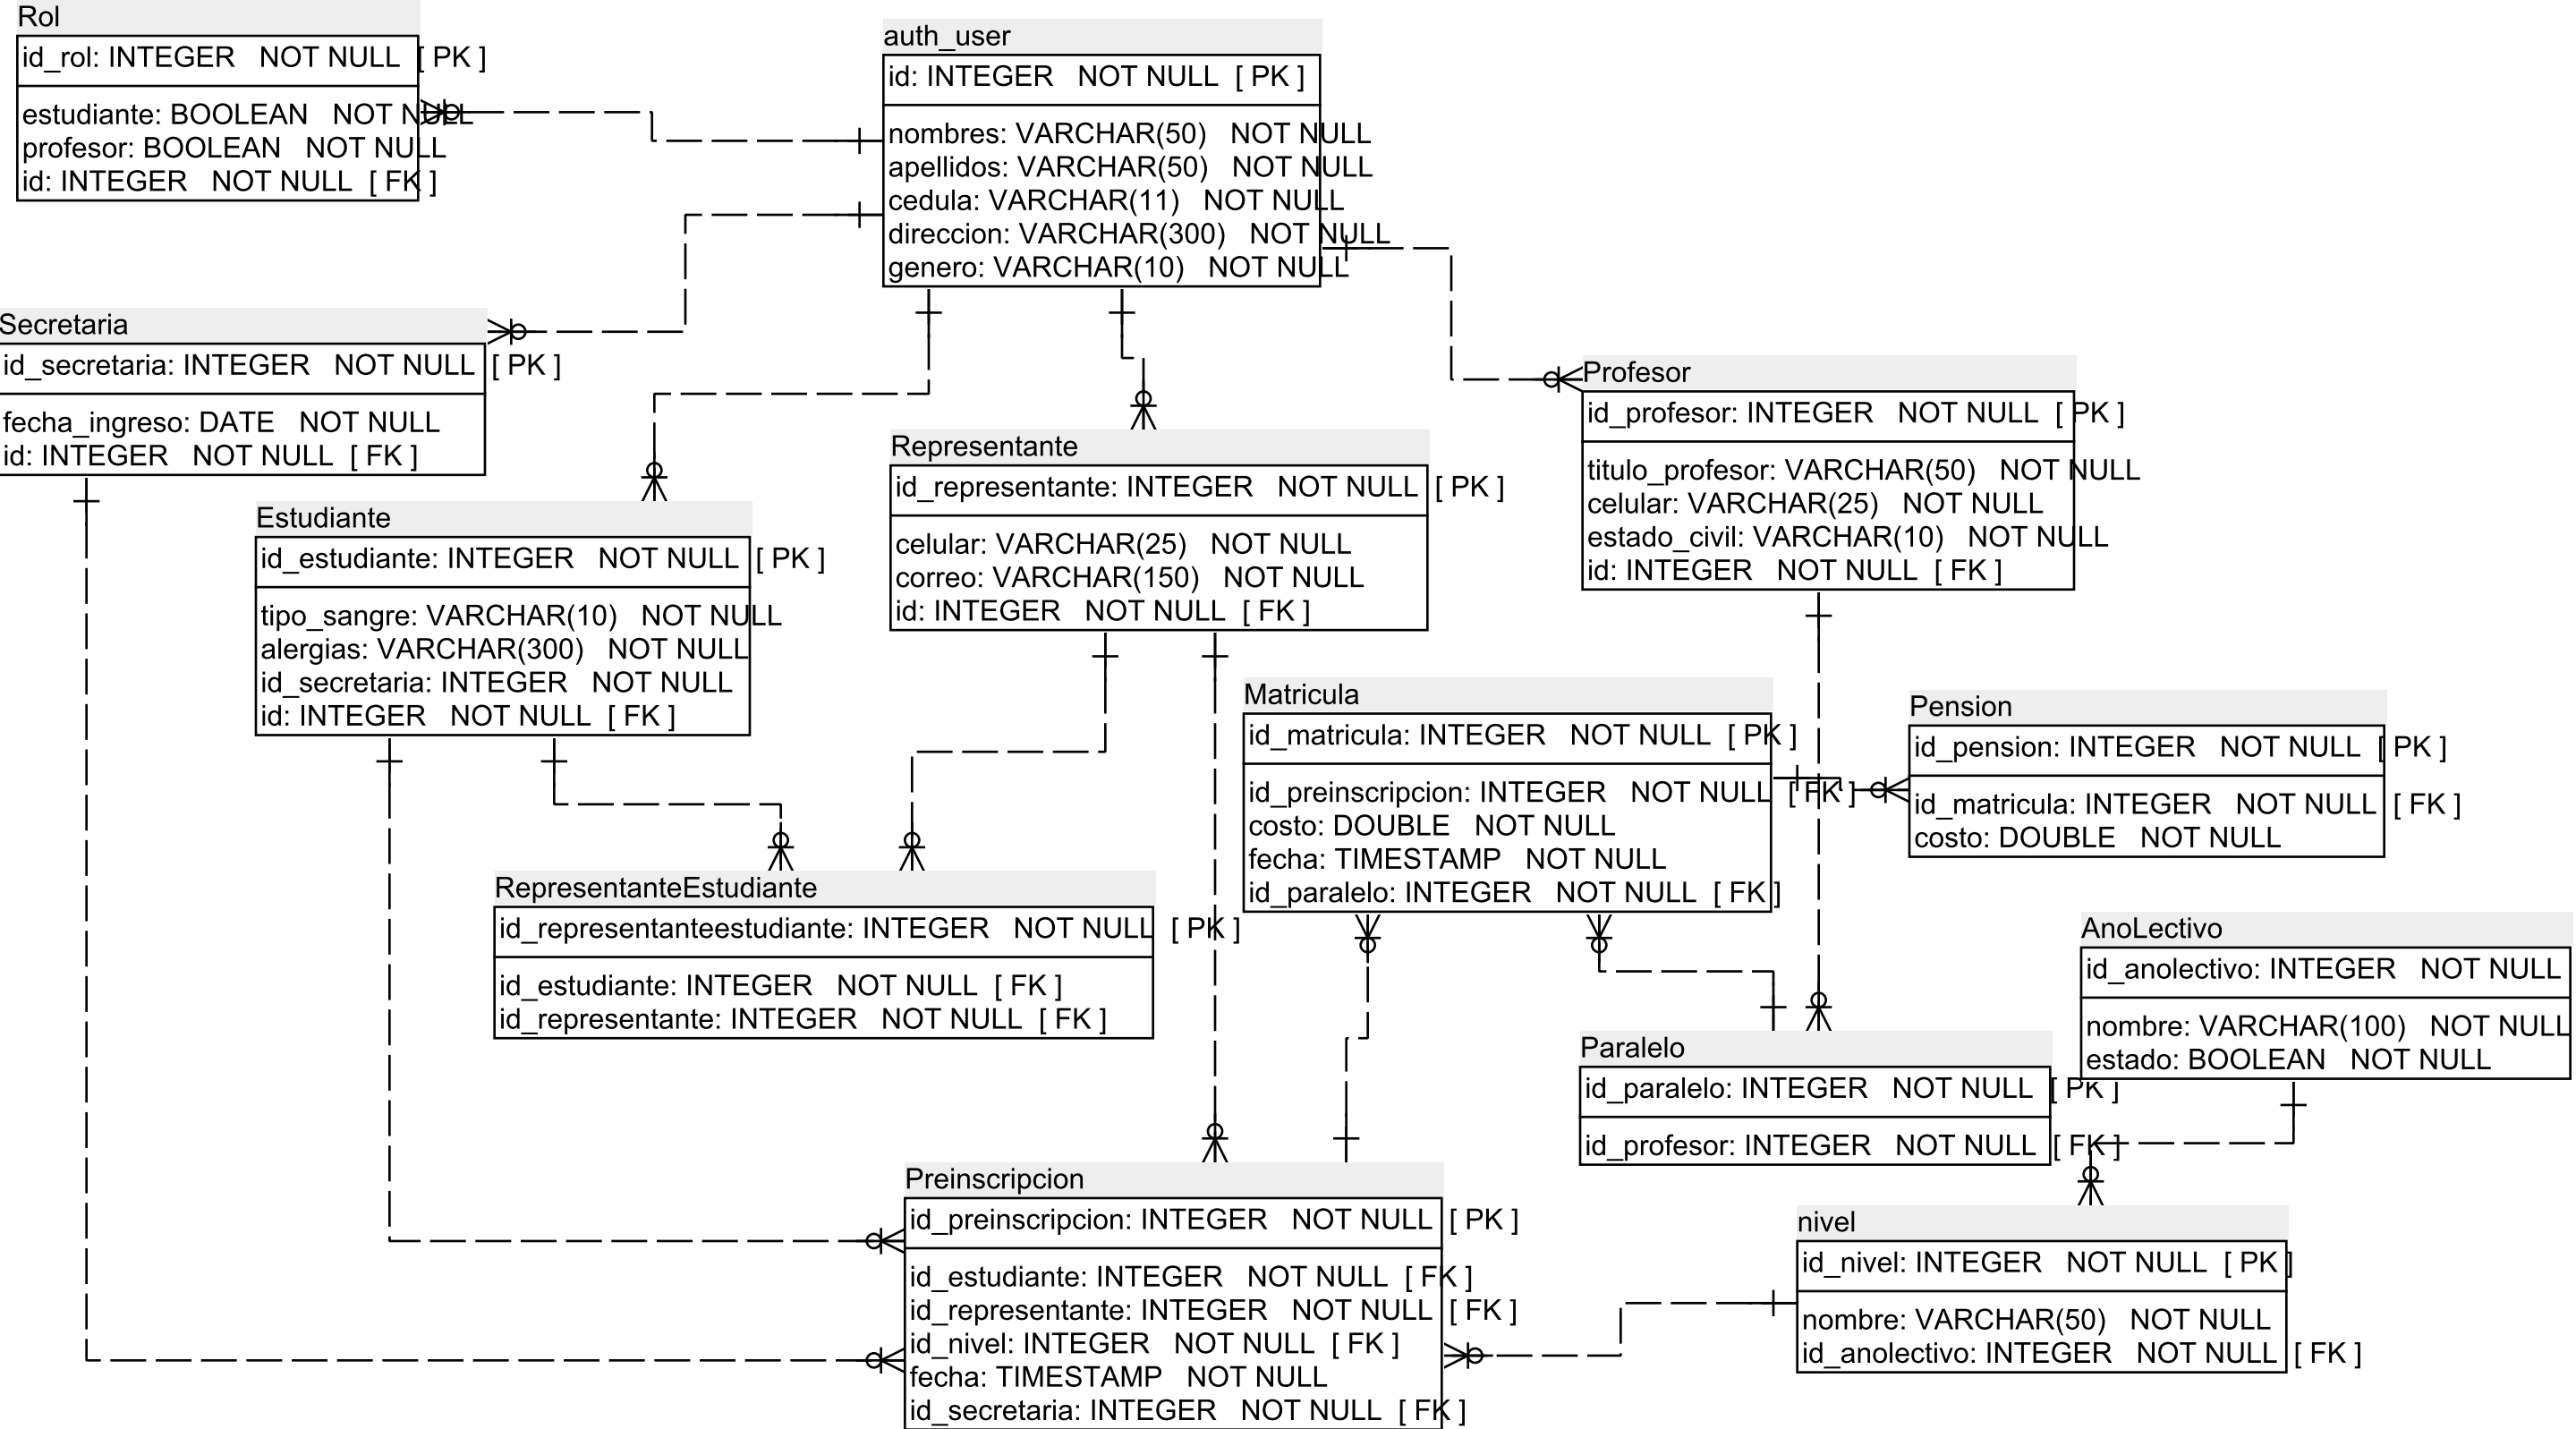 Rol
id_rol: INTEGER NOT NULL [ PK ]
estudiante: BOOLEAN NOT NULL
profesor: BOOLEAN NOT NULL
id: INTEGER NOT NULL [ FK ]
auth_user
id: INTEGER NOT NULL [ PK ]
nombres: VARCHAR(50) NOT NULL
apellidos: VARCHAR(50) NOT NULL
cedula: VARCHAR(11) NOT NULL
direccion: VARCHAR(300) NOT NULL
genero: VARCHAR(10) NOT NULL
Secretaria
id_secretaria: INTEGER NOT NULL [ PK ]
fecha_ingreso: DATE NOT NULL
id: INTEGER NOT NULL [ FK ]
Profesor
id_profesor: INTEGER NOT NULL [ PK ]
titulo_profesor: VARCHAR(50) NOT NULL
celular: VARCHAR(25) NOT NULL
estado_civil: VARCHAR(10) NOT NULL
id: INTEGER NOT NULL [ FK ]
Representante
id_representante: INTEGER NOT NULL [ PK ]
celular: VARCHAR(25) NOT NULL
correo: VARCHAR(150) NOT NULL
id: INTEGER NOT NULL [ FK ]
Estudiante
id_estudiante: INTEGER NOT NULL [ PK ]
tipo_sangre: VARCHAR(10) NOT NULL
alergias: VARCHAR(300) NOT NULL
id_secretaria: INTEGER NOT NULL
id: INTEGER NOT NULL [ FK ]
Matricula
id_matricula: INTEGER NOT NULL [ PK ]
id_preinscripcion: INTEGER NOT NULL [ FK ]
costo: DOUBLE NOT NULL
fecha: TIMESTAMP NOT NULL
id_paralelo: INTEGER NOT NULL [ FK ]
Pension
id_pension: INTEGER NOT NULL [ PK ]
id_matricula: INTEGER NOT NULL [ FK ]
costo: DOUBLE NOT NULL
RepresentanteEstudiante
id_representanteestudiante: INTEGER NOT NULL [ PK ]
id_estudiante: INTEGER NOT NULL [ FK ]
id_representante: INTEGER NOT NULL [ FK ]
AnoLectivo
id_anolectivo: INTEGER NOT NULL
nombre: VARCHAR(100) NOT NULL
estado: BOOLEAN NOT NULL
Paralelo
id_paralelo: INTEGER NOT NULL [ PK ]
id_profesor: INTEGER NOT NULL [ FK ]
Preinscripcion
id_preinscripcion: INTEGER NOT NULL [ PK ]
id_estudiante: INTEGER NOT NULL [ FK ]
id_representante: INTEGER NOT NULL [ FK ]
id_nivel: INTEGER NOT NULL [ FK ]
fecha: TIMESTAMP NOT NULL
id_secretaria: INTEGER NOT NULL [ FK ]
nivel
id_nivel: INTEGER NOT NULL [ PK ]
nombre: VARCHAR(50) NOT NULL
id_anolectivo: INTEGER NOT NULL [ FK ]